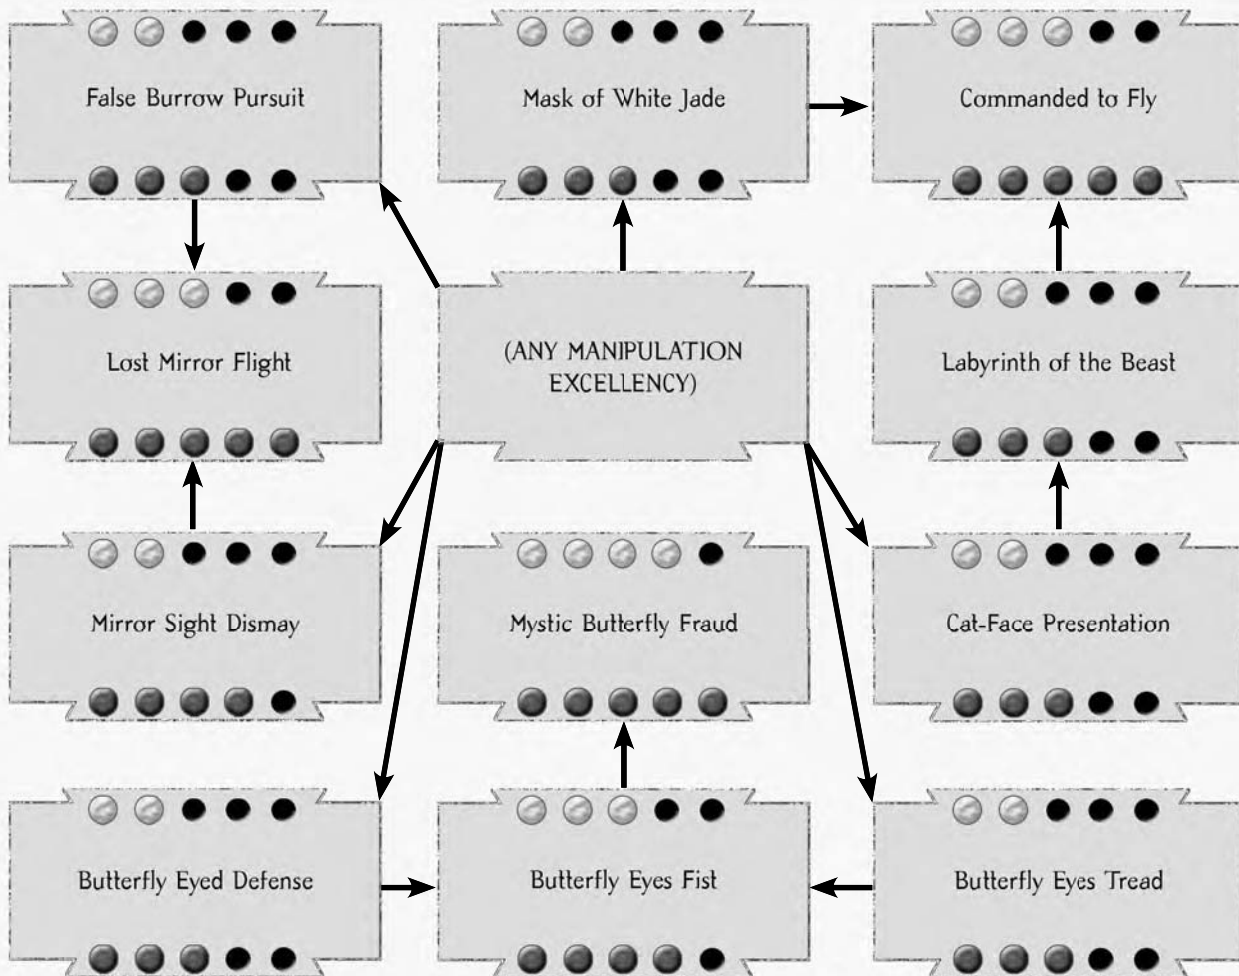 False Burrow Pursuit
Mask of White Jade
Commanded to Fly
Lost Mirror Flight
(ANY MANIPULATION
EXCELLENCY)
Labyrinth of the Beast
Mirror Sight Dismay
Mystic Butterfly Fraud
Cat-Face Presentation
Butterfly Eyed Defense
Butterfly Eyes Fist
Butterfly Eyes Tread